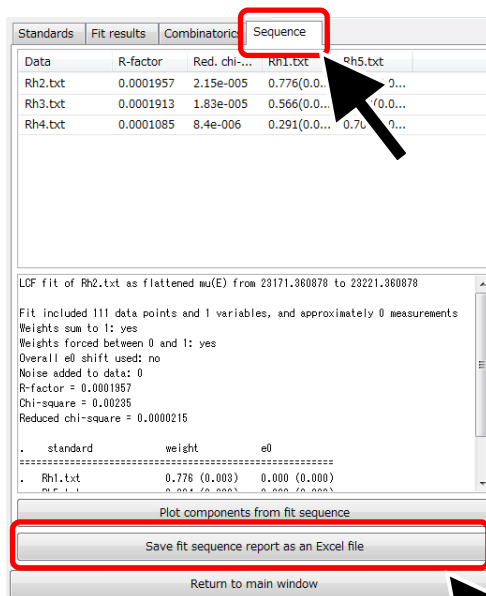 Standards Fit results Combinatorics Sequence
Data R-factor Red. chi-... Rh1.txt Rh5.txt
Rh2.txt 0.0001957 2.15e-005 0.776(0.0...
Rh3.txt 0.0001913 1.83e-005 0.566(0.0...
Rh4.txt 0.0001085 8.4e-006 0.291(0.0...
LCF fit of Rh2.txt as flattened mu(E) from 23171.360878 to 23221.360878
Fit included 111 data points and 1 variables, and approximately 0 measurements
Weights sum to 1: yes
Weights forced between 0 and 1: yes
Overall e0 shift used: no
Noise added to data: 0
R-factor = 0.0001957
Chi-square = 0.00235
Reduced chi-square = 0.0000215
. standard weight e0
===================================================
. Rh1.txt 0.776 (0.003) 0.000 (0.000)
Plot components from fit sequence
Save fit sequence report as an Excel file
Return to main window